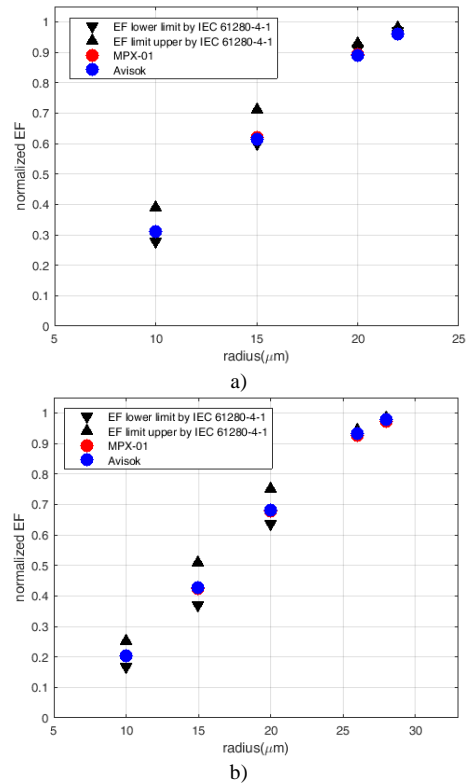 1
0.9
0.8
0.7
0.6
0.5
0.4
0.3
0.2
0.1
0
normalized EF
EF lower limit by IEC 61280-4-1
EF limit upper by IEC 61280-4-1
MPX-01
Avisok
5 10 15 20 25
radius(μm)
a)
1
0.9
0.8
0.7
0.6
0.5
0.4
0.3
0.2
0.1
0
normalized EF
EF lower limit by IEC 61280-4-1
EF limit upper by IEC 61280-4-1
MPX-01
Avisok
5 10 15 20 25 30
radius(μm)
b)